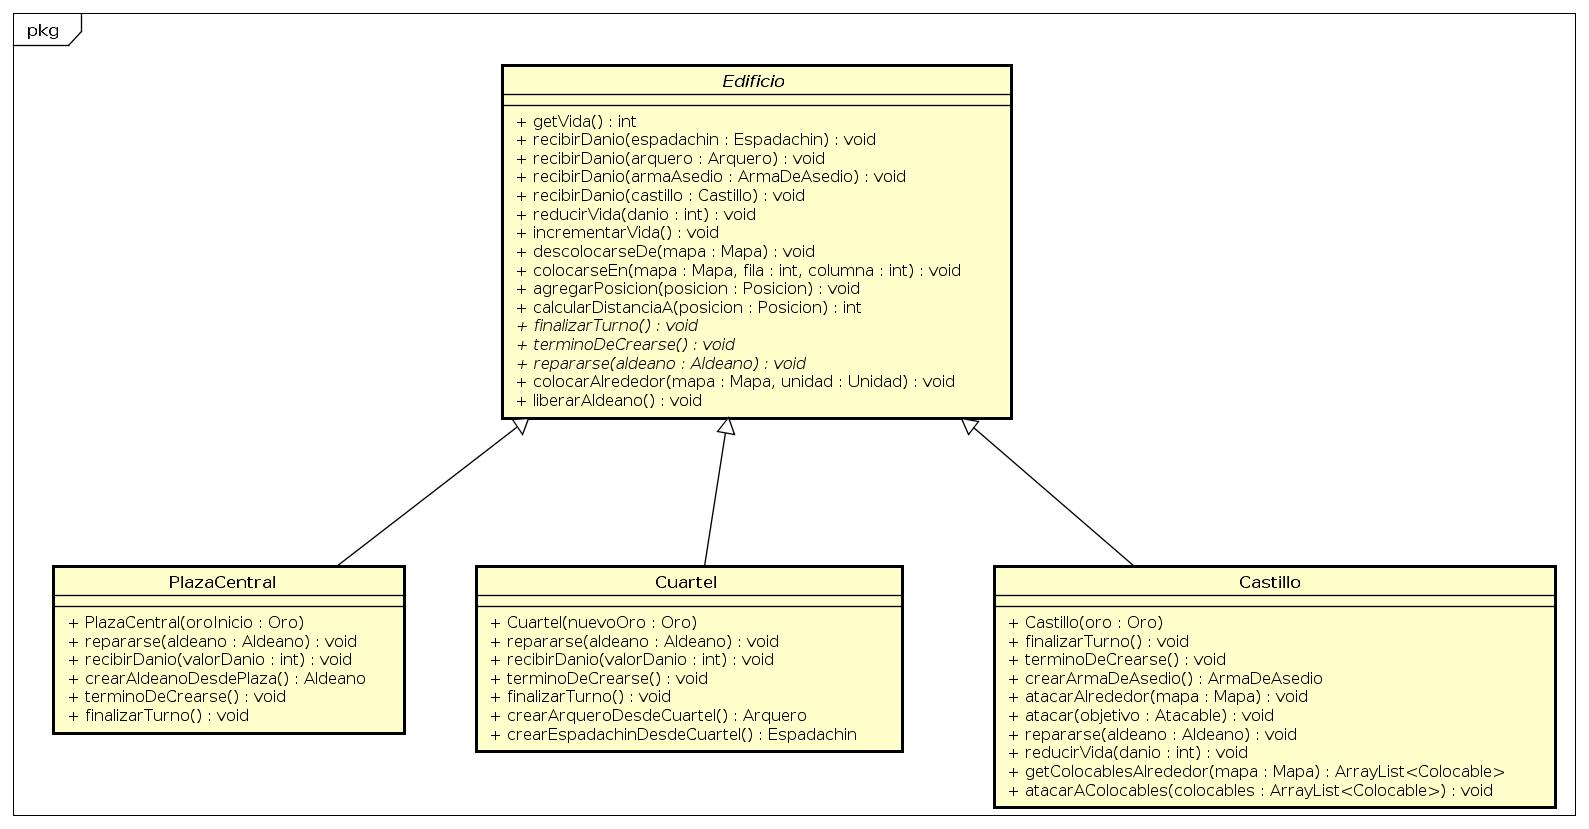 pkg
Edificio
+ getVida() : int
+ recibirDanio(espadachin : Espadachin) : void
+ recibirDanio(arquero : Arquero) : void
+ recibirDanio(armaAsedio : ArmaDeAsedio) : void
+ recibirDanio(castillo : Castillo) : void
+ reducirVida(danio : int) : void
+ incrementarVida() : void
+ descolocarseDe(mapa : Mapa) : void
+ colocarseEn(mapa : Mapa, fila : int, columna : int) : void
+ agregarPosicion(posicion : Posicion) : void
+ calcularDistanciaA(posicion : Posicion) : int
+ finalizarTurno() : void
+ terminoDeCrearse() : void
+ repararse(aldeano : Aldeano) : void
+ colocarAlrededor(mapa : Mapa, unidad : Unidad) : void
+ liberarAldeano() : void
PlazaCentral
+ PlazaCentral(oroInicio : Oro)
+ repararse(aldeano : Aldeano) : void
+ recibirDanio(valorDanio : int) : void
+ crearAldeanoDesdePlaza() : Aldeano
+ terminoDeCrearse() : void
+ finalizarTurno() : void
Cuartel
+ Cuartel(nuevoOro : Oro)
+ repararse(aldeano : Aldeano) : void
+ recibirDanio(valorDanio : int) : void
+ terminoDeCrearse() : void
+ finalizarTurno() : void
+ crearArqueroDesdeCuartel() : Arquero
+ crearEspadachinDesdeCuartel() : Espadachin
Castillo
+ Castillo(oro : Oro)
+ finalizarTurno() : void
+ terminoDeCrearse() : void
+ crearArmaDeAsedio() : ArmaDeAsedio
+ atacarAlrededor(mapa : Mapa) : void
+ atacar(objetivo : Atacable) : void
+ repararse(aldeano : Aldeano) : void
+ reducirVida(danio : int) : void
+ getColocablesAlrededor(mapa : Mapa) : ArrayList<Colocable>
+ atacarAColocables(colocables : ArrayList<Colocable>) : void